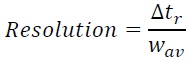 Resolution = Δt_r / w_av